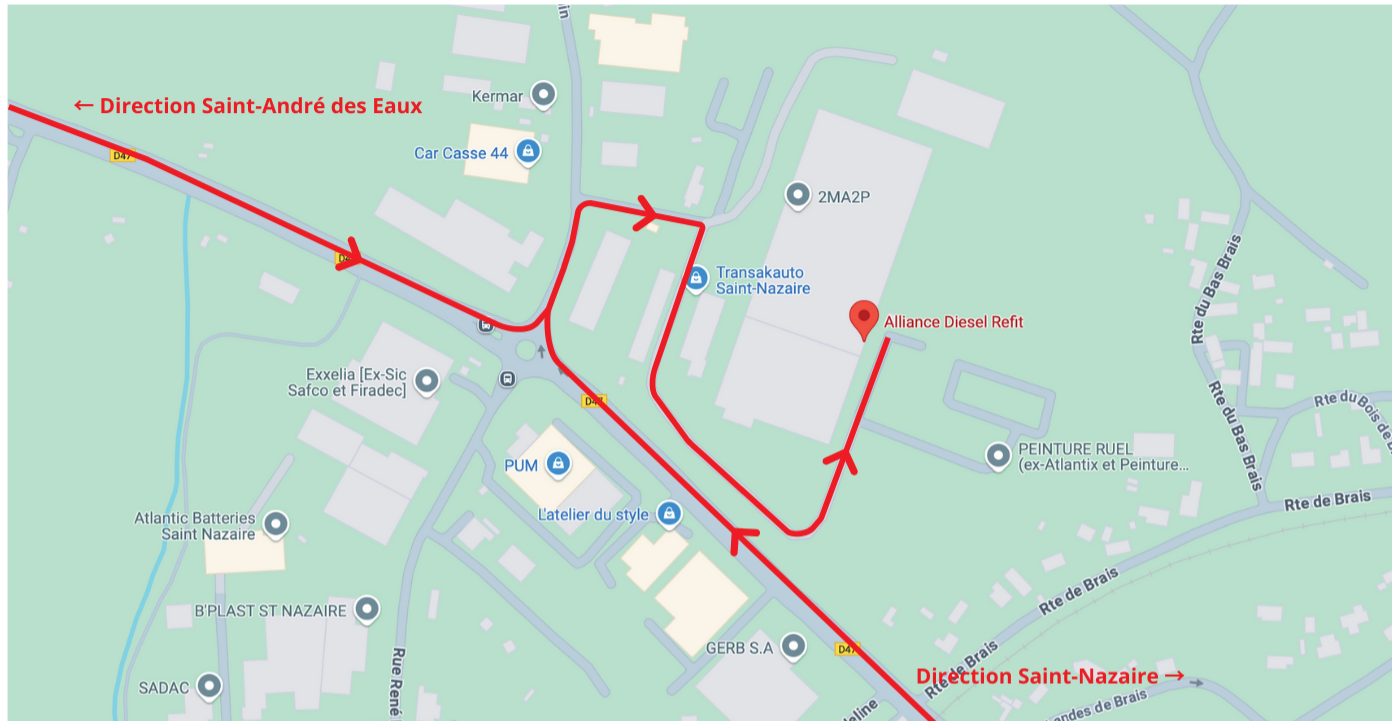 ← Direction Saint-André des Eaux
Kermar
Car Casse 44
D47
2MA2P
Transakauto
Saint-Nazaire
Alliance Diesel Refit
Rte du Bas Brais
Exxelia [Ex-Sic
Safco et Firadec]
D47
Rte du Bas Brais
Rte du Bois de
PEINTURE RUEL
(ex-Atlantix et Peinture...
PUM
L'atelier du style
Rte de Brais
Atlantic Batteries
Saint Nazaire
Rte de Brais
B'PLAST ST NAZAIRE
GERB S.A
D47
Rte de Brais
Direction Saint-Nazaire →
SADAC
Rue René
andes de Brais